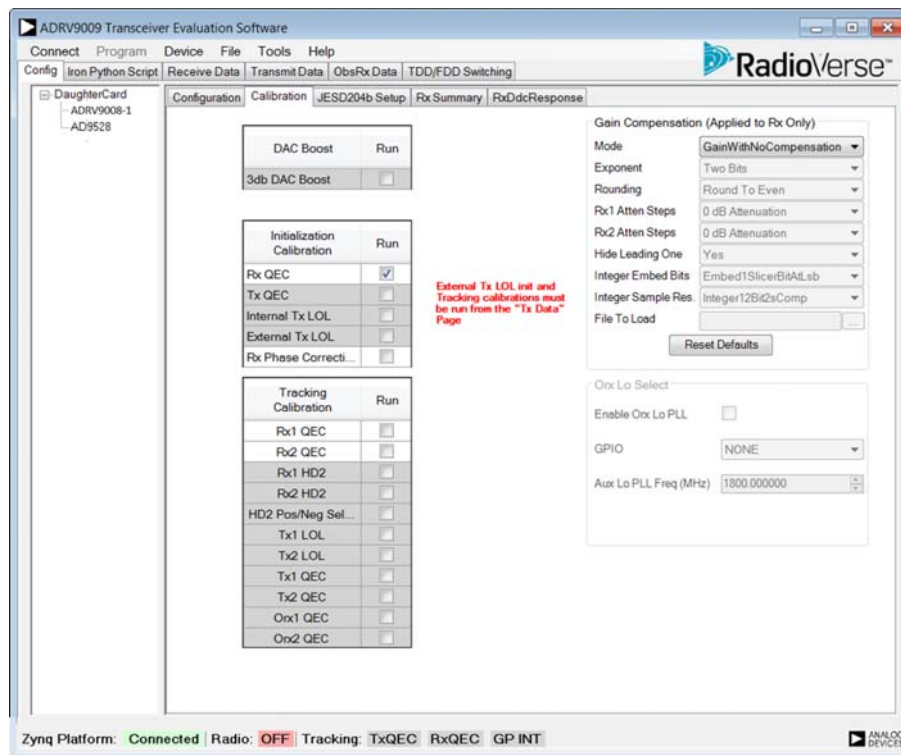 ADRV9009 Transceiver Evaluation Software
Connect Program Device File Tools Help
Config Iron Python Script Receive Data Transmit Data ObsRx Data TDD/FDD Switching
RadioVerse™
DaughterCard
ADRV9008-1
AD9528
Configuration Calibration JESD204b Setup Rx Summary RxDdcResponse
DAC Boost Run
3db DAC Boost
Initialization Calibration Run
Rx QEC
Tx QEC
Internal Tx LOL
External Tx LOL
Rx Phase Correcti...
Tracking Calibration Run
Rx1 QEC
Rx2 QEC
Rx1 HD2
Rx2 HD2
HD2 Pos/Neg Sel...
Tx1 LOL
Tx2 LOL
Tx1 QEC
Tx2 QEC
Orx1 QEC
Orx2 QEC
External Tx LOL init and
Tracking calibrations must
be run from the "Tx Data"
Page
Gain Compensation (Applied to Rx Only)
Mode GainWithNoCompensation
Exponent Two Bits
Rounding Round To Even
Rx1 Atten Steps 0 dB Attenuation
Rx2 Atten Steps 0 dB Attenuation
Hide Leading One Yes
Integer Embed Bits Embed1SlicerBitAtLsb
Integer Sample Res. Integer12Bit2sComp
File To Load ...
Reset Defaults
Orx Lo Select
Enable Orx Lo PLL
GPIO NONE
Aux Lo PLL Freq (MHz) 1800.000000
Zynq Platform: Connected Radio: OFF Tracking: TxQEC RxQEC GP INT
ANALOG
DEVICES